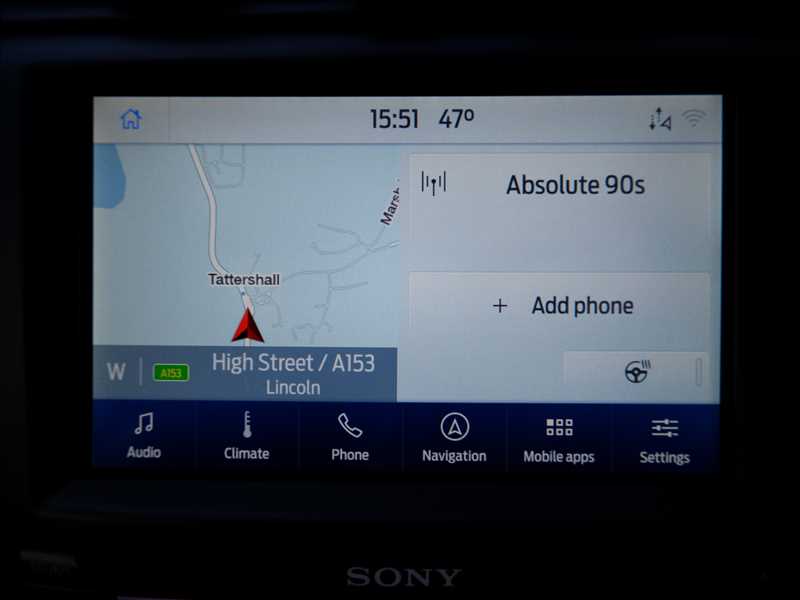 15:51 47º
Absolute 90s
Tattershall
+ Add phone
W A153 High Street / A153
Lincoln
Audio Climate Phone Navigation Mobile apps Settings
SONY